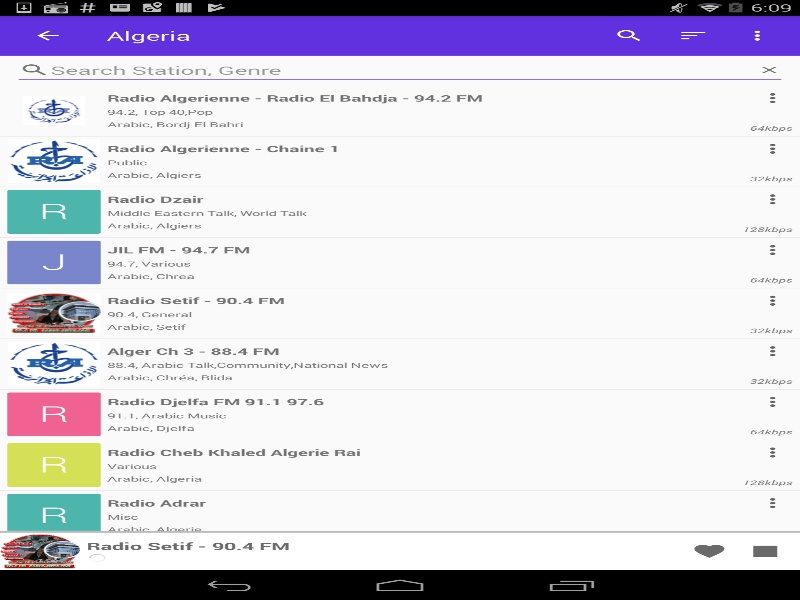 6:09
Algeria
Search Station, Genre
Radio Algerienne - Radio El Bahdja - 94.2 FM
94.2, Top 40,Pop
Arabic, Bordj El Bahri
64kbps
Radio Algerienne - Chaine 1
Public
Arabic, Algiers
32kbps
R
Radio Dzair
Middle Eastern Talk, World Talk
Arabic, Algiers
128kbps
J
JIL FM - 94.7 FM
94.7, Various
Arabic, Chrea
64kbps
Radio Setif - 90.4 FM
90.4, General
Arabic, Setif
32kbps
Alger Ch 3 - 88.4 FM
88.4, Arabic Talk,Community,National News
Arabic, Chréa, Blida
32kbps
R
Radio Djelfa FM 91.1 97.6
91.1, Arabic Music
Arabic, Djelfa
64kbps
R
Radio Cheb Khaled Algerie Rai
Various
Arabic, Algeria
128kbps
R
Radio Adrar
Misc
Arabic, Algerie
Radio Setif - 90.4 FM